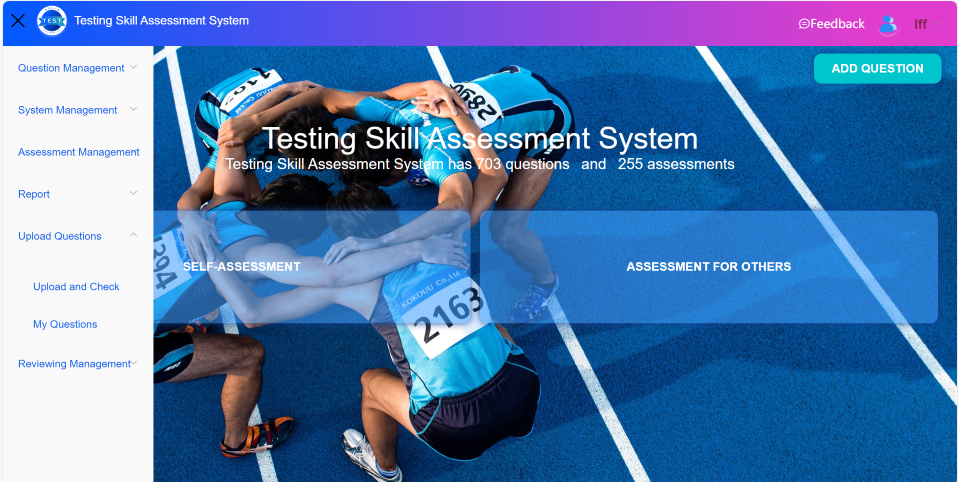 TEST
Testing Skill Assessment System
Feedback
lff
Question Management
System Management
Assessment Management
Report
Upload Questions
Upload and Check
My Questions
Reviewing Management
ADD QUESTION
Testing Skill Assessment System
Testing Skill Assessment System has 703 questions and 255 assessments
SELF-ASSESSMENT
ASSESSMENT FOR OTHERS
2890
394
KOKOUU Co.,Ltd
2163